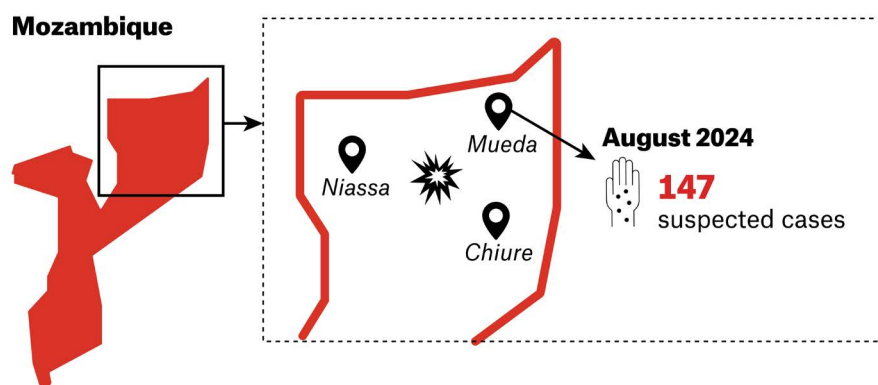 Mozambique
Niassa
Mueda
Chiure
August 2024
147
suspected cases